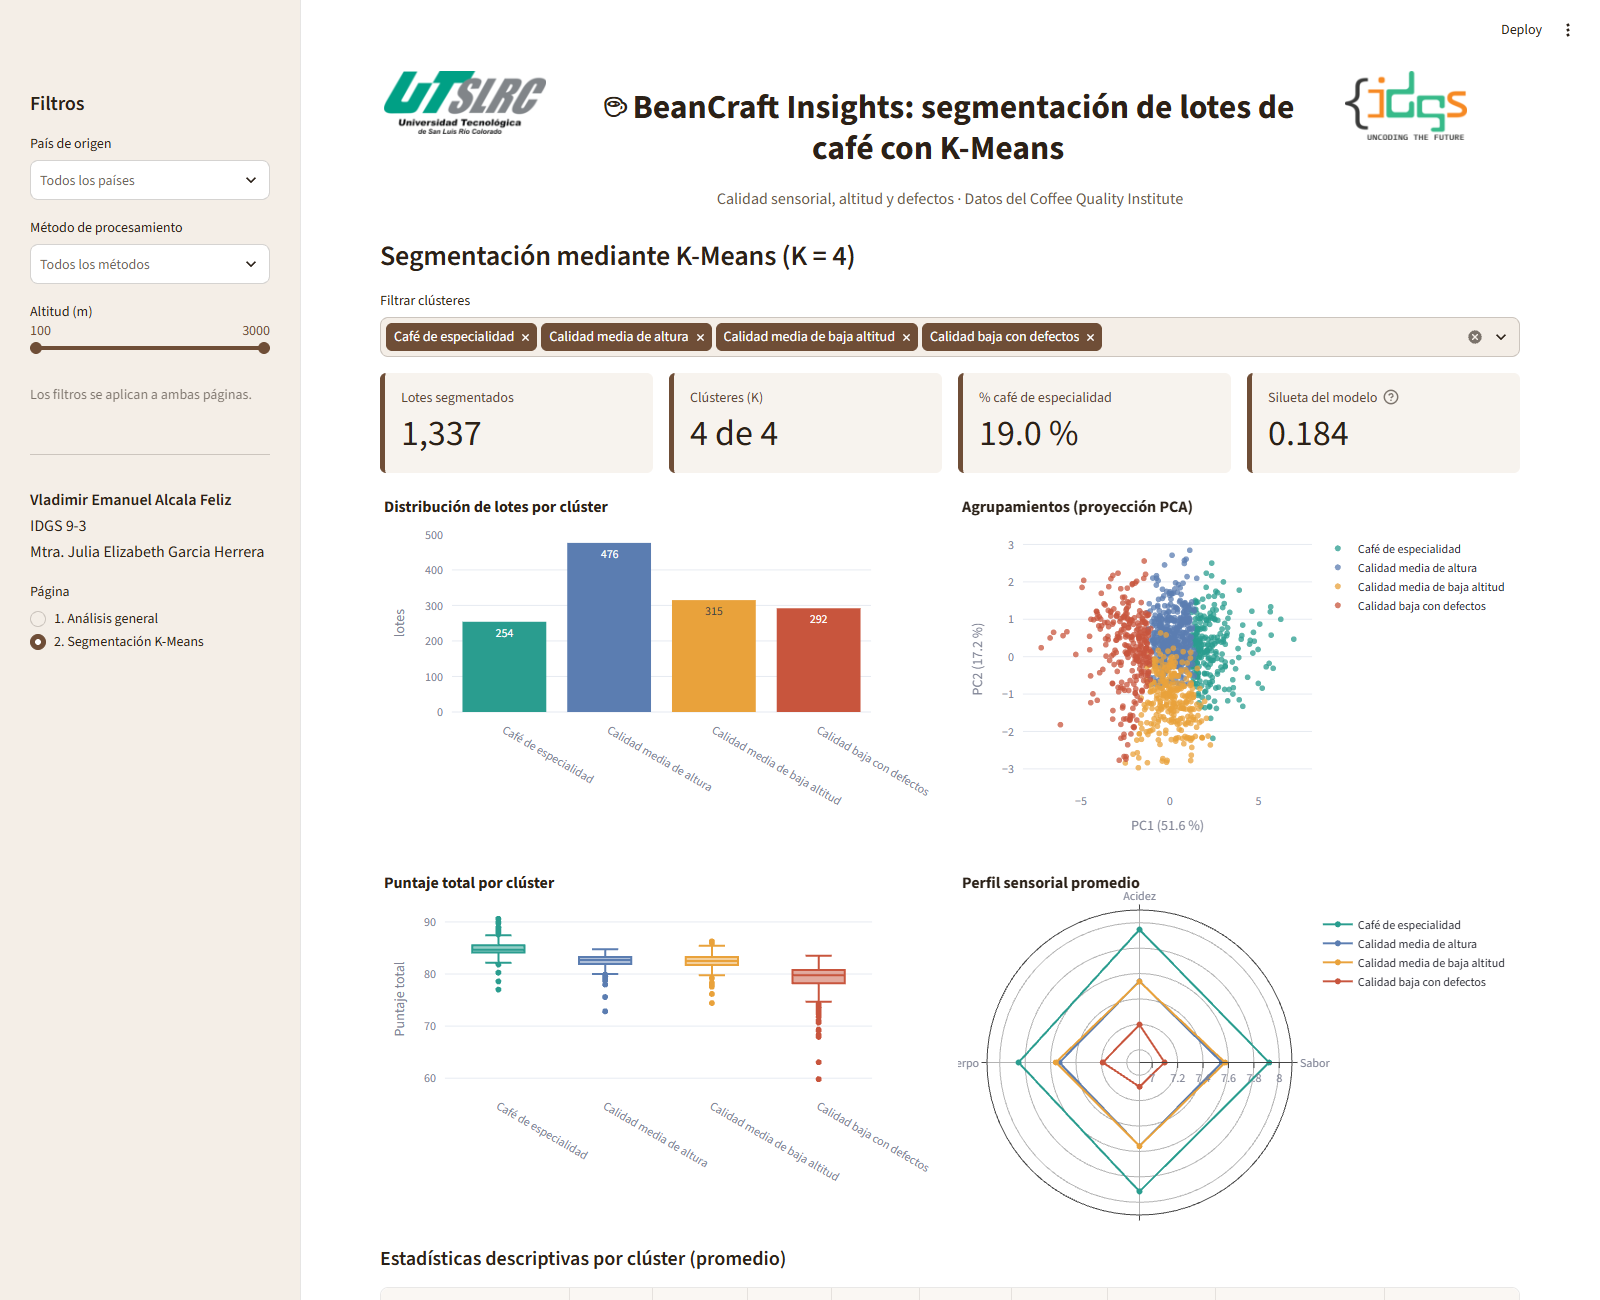 Deploy
Filtros
País de origen
Todos los países
Método de procesamiento
Todos los métodos
Altitud (m)
100 3000
Los filtros se aplican a ambas páginas.
Vladimir Emanuel Alcala Feliz
IDGS 9-3
Mtra. Julia Elizabeth Garcia Herrera
Página
1. Análisis general
2. Segmentación K-Means
UTSLRC
Universidad Tecnológica
de San Luis Río Colorado
BeanCraft Insights: segmentación de lotes de
café con K-Means
{idgs
UNCODING THE FUTURE
Calidad sensorial, altitud y defectos · Datos del Coffee Quality Institute
Segmentación mediante K-Means (K = 4)
Filtrar clústeres
Café de especialidad × Calidad media de altura × Calidad media de baja altitud × Calidad baja con defectos ×
Lotes segmentados
1,337
Clústeres (K)
4 de 4
% café de especialidad
19.0 %
Silueta del modelo
0.184
Distribución de lotes por clúster
500
400
300
200
100
0
lotes
254
476
315
292
Café de especialidad
Calidad media de altura
Calidad media de baja altitud
Calidad baja con defectos
Agrupamientos (proyección PCA)
3
2
1
0
−1
−2
−3
PC2 (17.2 %)
−5 0 5
PC1 (51.6 %)
Café de especialidad
Calidad media de altura
Calidad media de baja altitud
Calidad baja con defectos
Puntaje total por clúster
90
80
70
60
Puntaje total
Café de especialidad
Calidad media de altura
Calidad media de baja altitud
Calidad baja con defectos
Perfil sensorial promedio
Acidez
erpo
Sabor
7 7.2 7.4 7.6 7.8 8
Café de especialidad
Calidad media de altura
Calidad media de baja altitud
Calidad baja con defectos
Estadísticas descriptivas por clúster (promedio)